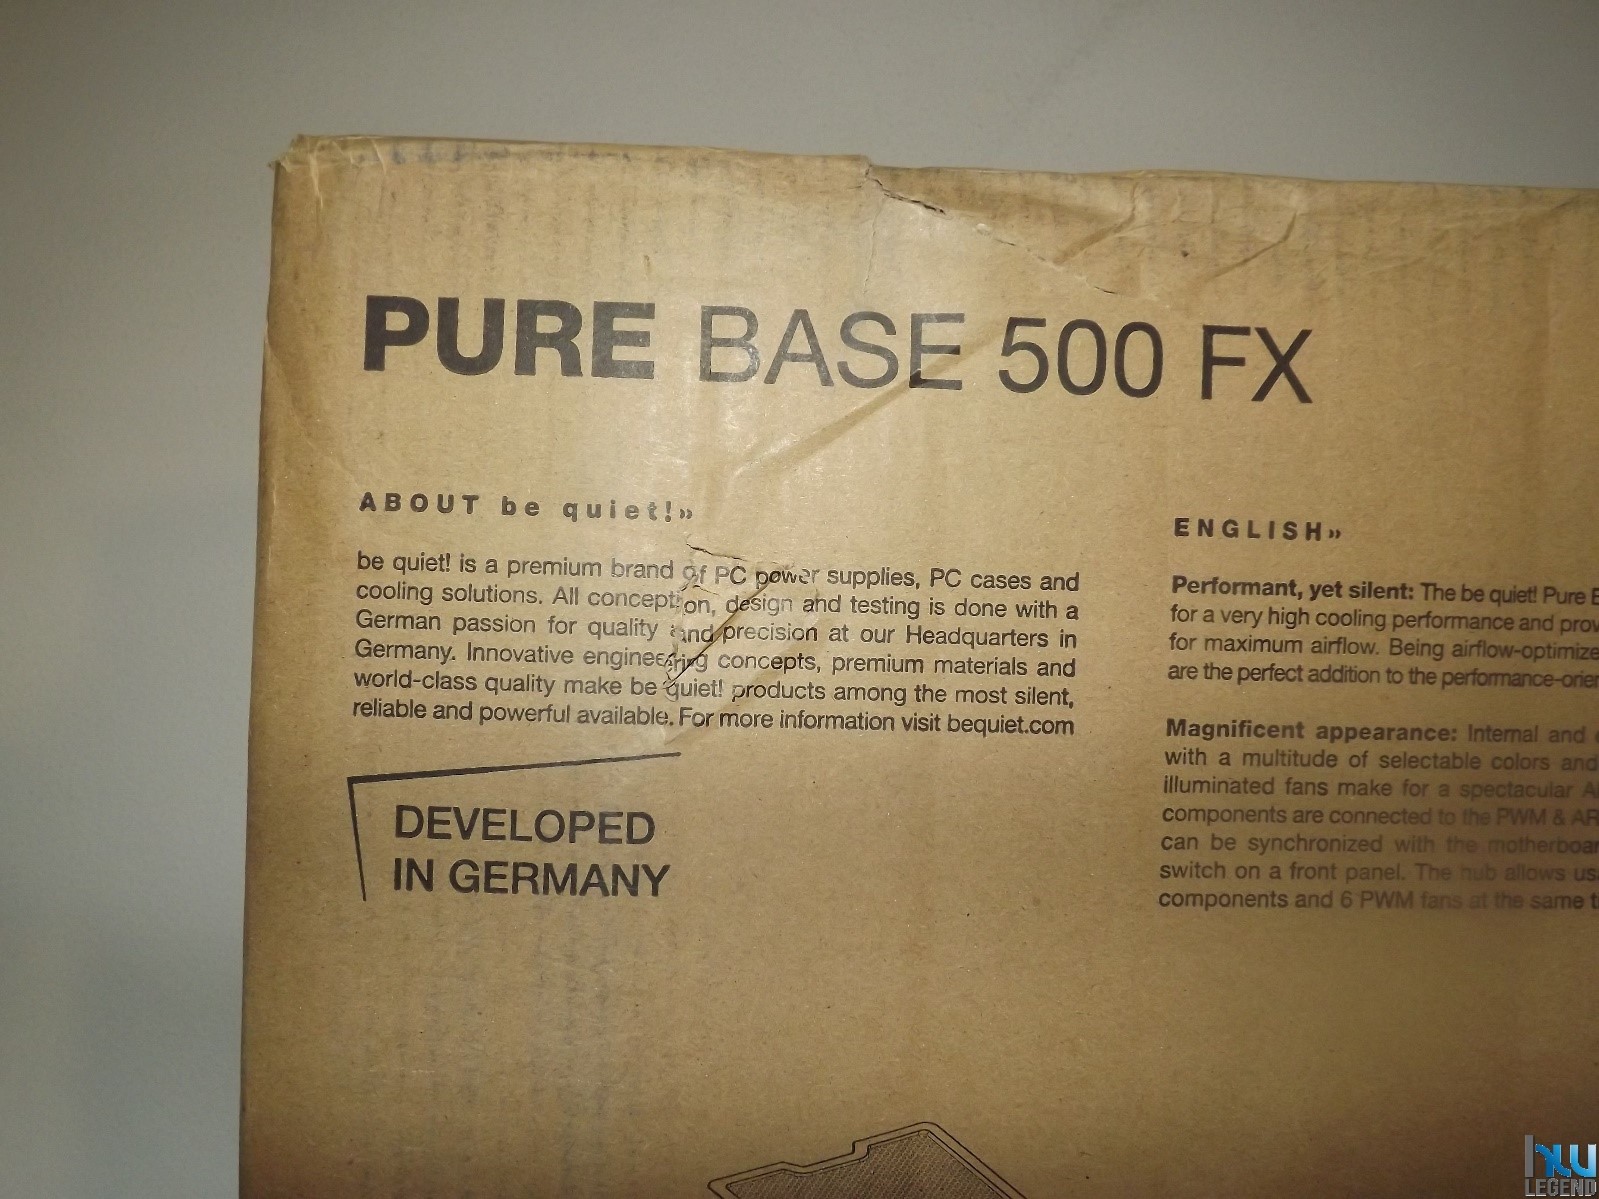 PURE BASE 500 FX
ABOUT be quiet!»
be quiet! is a premium brand of PC power supplies, PC cases and
cooling solutions. All conception, design and testing is done with a
German passion for quality and precision at our Headquarters in
Germany. Innovative engineering concepts, premium materials and
world-class quality make be quiet! products among the most silent,
reliable and powerful available. For more information visit bequiet.com
DEVELOPED
IN GERMANY
ENGLISH»
Performant, yet silent: The be quiet! Pure
for a very high cooling performance and
for maximum airflow. Being
are the perfect addition to the
Magnificent appearance: Internal and
with a multitude of selectable colors and
illuminated fans make for a spectacular
components are connected to the PWM &
can be synchronized with the
switch on a front panel. The hub allows
components and 6 PWM fans at the same
LEGEND